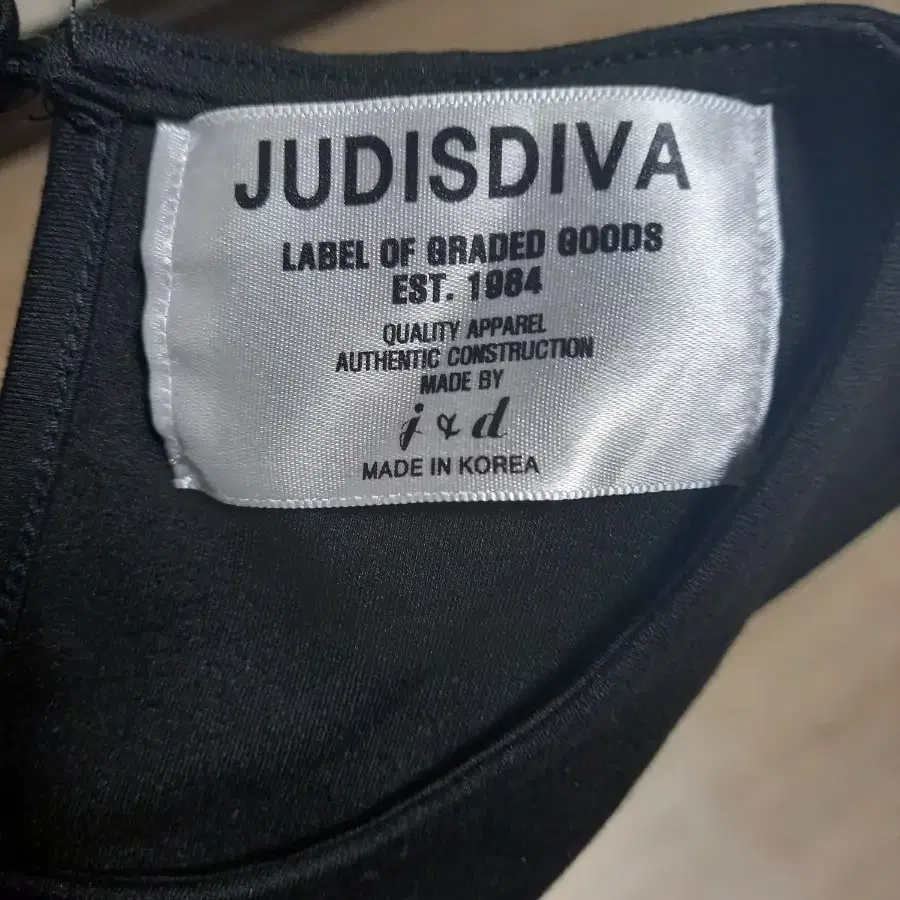 JUDISDIVA
LABEL OF GRADED GOODS
EST. 1984
QUALITY APPAREL
AUTHENTIC CONSTRUCTION
MADE BY
j & d
MADE IN KOREA